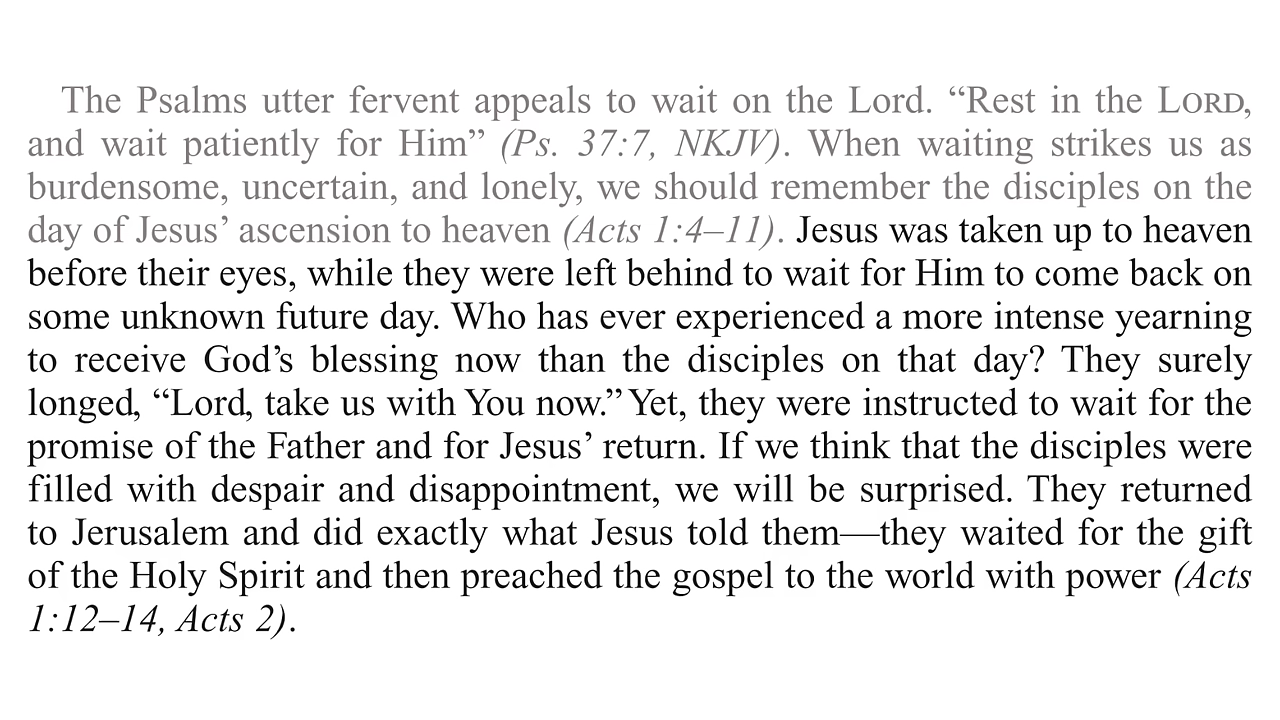 The Psalms utter fervent appeals to wait on the Lord. “Rest in the LORD,
and wait patiently for Him” (Ps. 37:7, NKJV). When waiting strikes us as
burdensome, uncertain, and lonely, we should remember the disciples on the
day of Jesus’ ascension to heaven (Acts 1:4–11). Jesus was taken up to heaven
before their eyes, while they were left behind to wait for Him to come back on
some unknown future day. Who has ever experienced a more intense yearning
to receive God’s blessing now than the disciples on that day? They surely
longed, “Lord, take us with You now.” Yet, they were instructed to wait for the
promise of the Father and for Jesus’ return. If we think that the disciples were
filled with despair and disappointment, we will be surprised. They returned
to Jerusalem and did exactly what Jesus told them—they waited for the gift
of the Holy Spirit and then preached the gospel to the world with power (Acts
1:12–14, Acts 2).